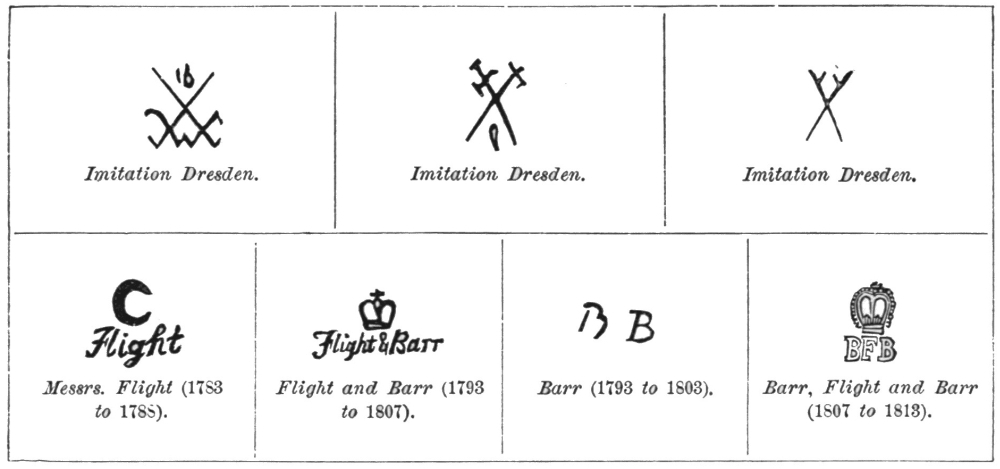 Imitation Dresden.
Imitation Dresden.
Imitation Dresden.
C
Flight
Messrs. Flight (1783
to 1788).
Flight & Barr
Flight and Barr (1793
to 1807).
B B
Barr (1793 to 1803).
BFB
Barr, Flight and Barr
(1807 to 1813).